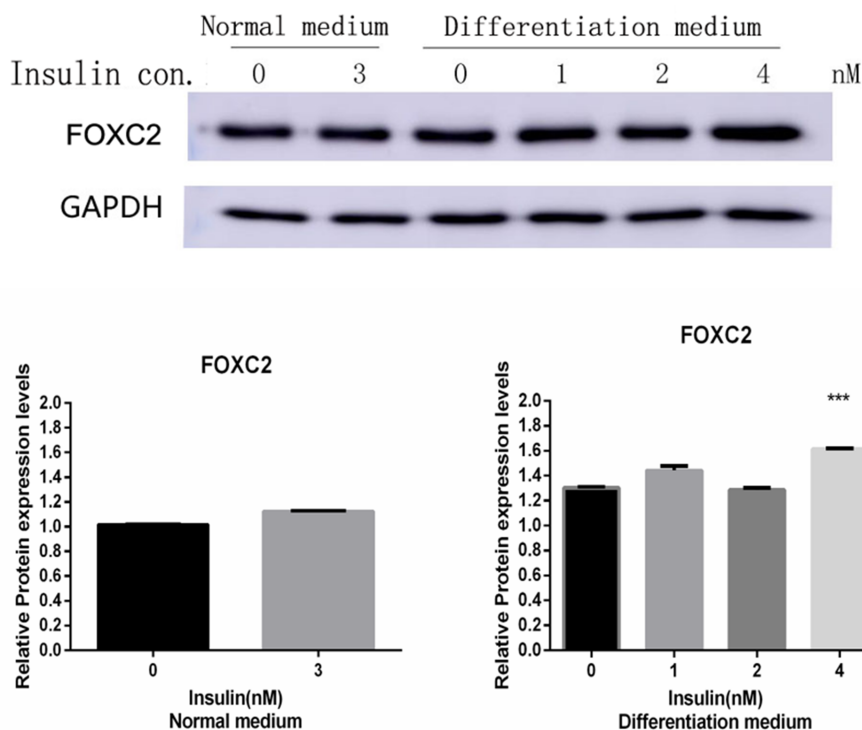 Normal medium Differentiation medium
Insulin con. 0 3 0 1 2 4 nM
FOXC2
GAPDH
FOXC2
Relative Protein expression levels
2.0
1.8
1.6
1.4
1.2
1.0
0.8
0.6
0.4
0.2
0.0
0 3
Insulin(nM)
Normal medium
FOXC2
***
Relative Protein expression levels
2.0
1.8
1.6
1.4
1.2
1.0
0.8
0.6
0.4
0.2
0.0
0 1 2 4
Insulin(nM)
Differentiation medium